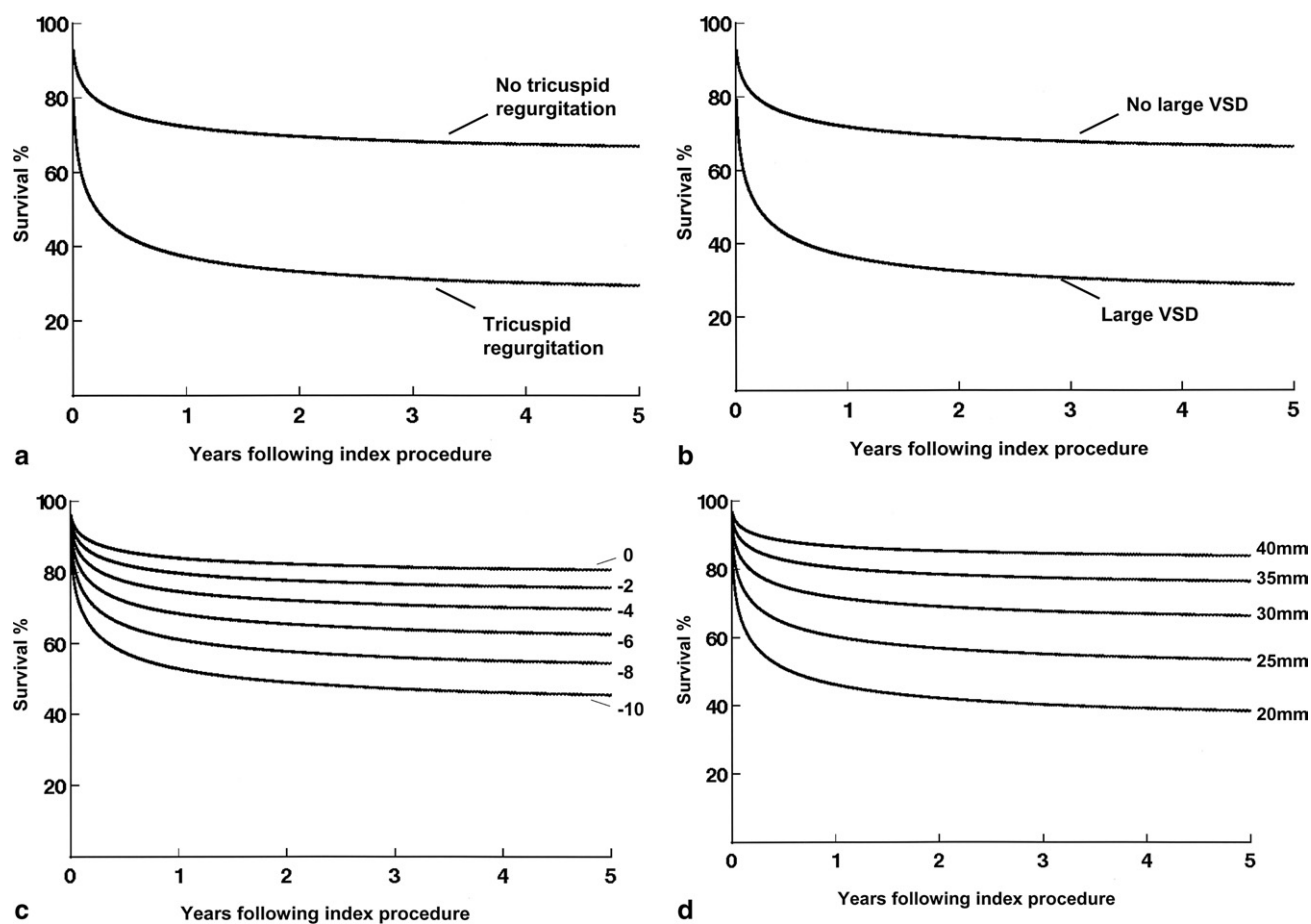 100
80
60
40
20
Survival %
No tricuspid
regurgitation
Tricuspid
regurgitation
0 1 2 3 4 5
Years following index procedure
a
100
80
60
40
20
Survival %
No large VSD
Large VSD
0 1 2 3 4 5
Years following index procedure
b
100
80
60
40
20
Survival %
0
-2
-4
-6
-8
-10
0 1 2 3 4 5
Years following index procedure
c
100
80
60
40
20
Survival %
40mm
35mm
30mm
25mm
20mm
0 1 2 3 4 5
Years following index procedure
d